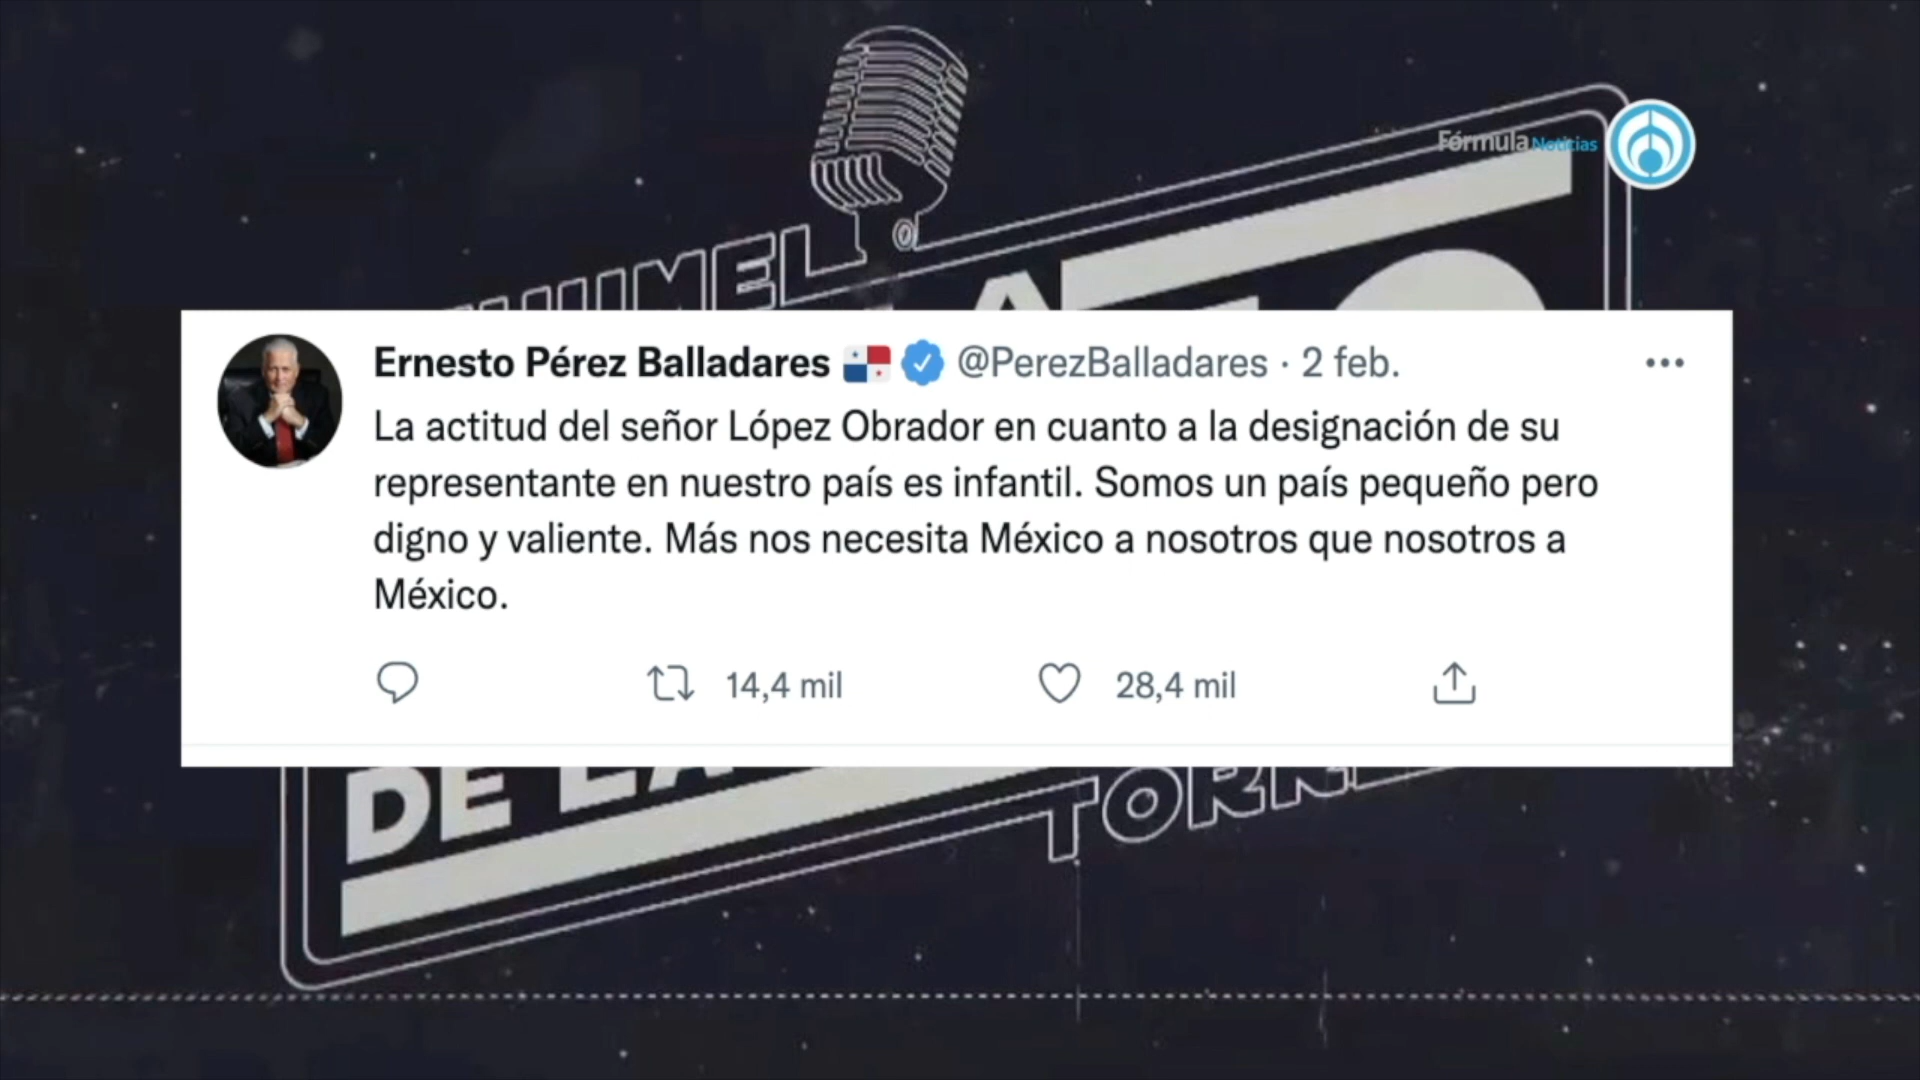 Fórmula Noticias
Ernesto Pérez Balladares @PerezBalladares · 2 feb.
La actitud del señor López Obrador en cuanto a la designación de su
representante en nuestro país es infantil. Somos un país pequeño pero
digno y valiente. Más nos necesita México a nosotros que nosotros a
México.
14,4 mil 28,4 mil
DE LA